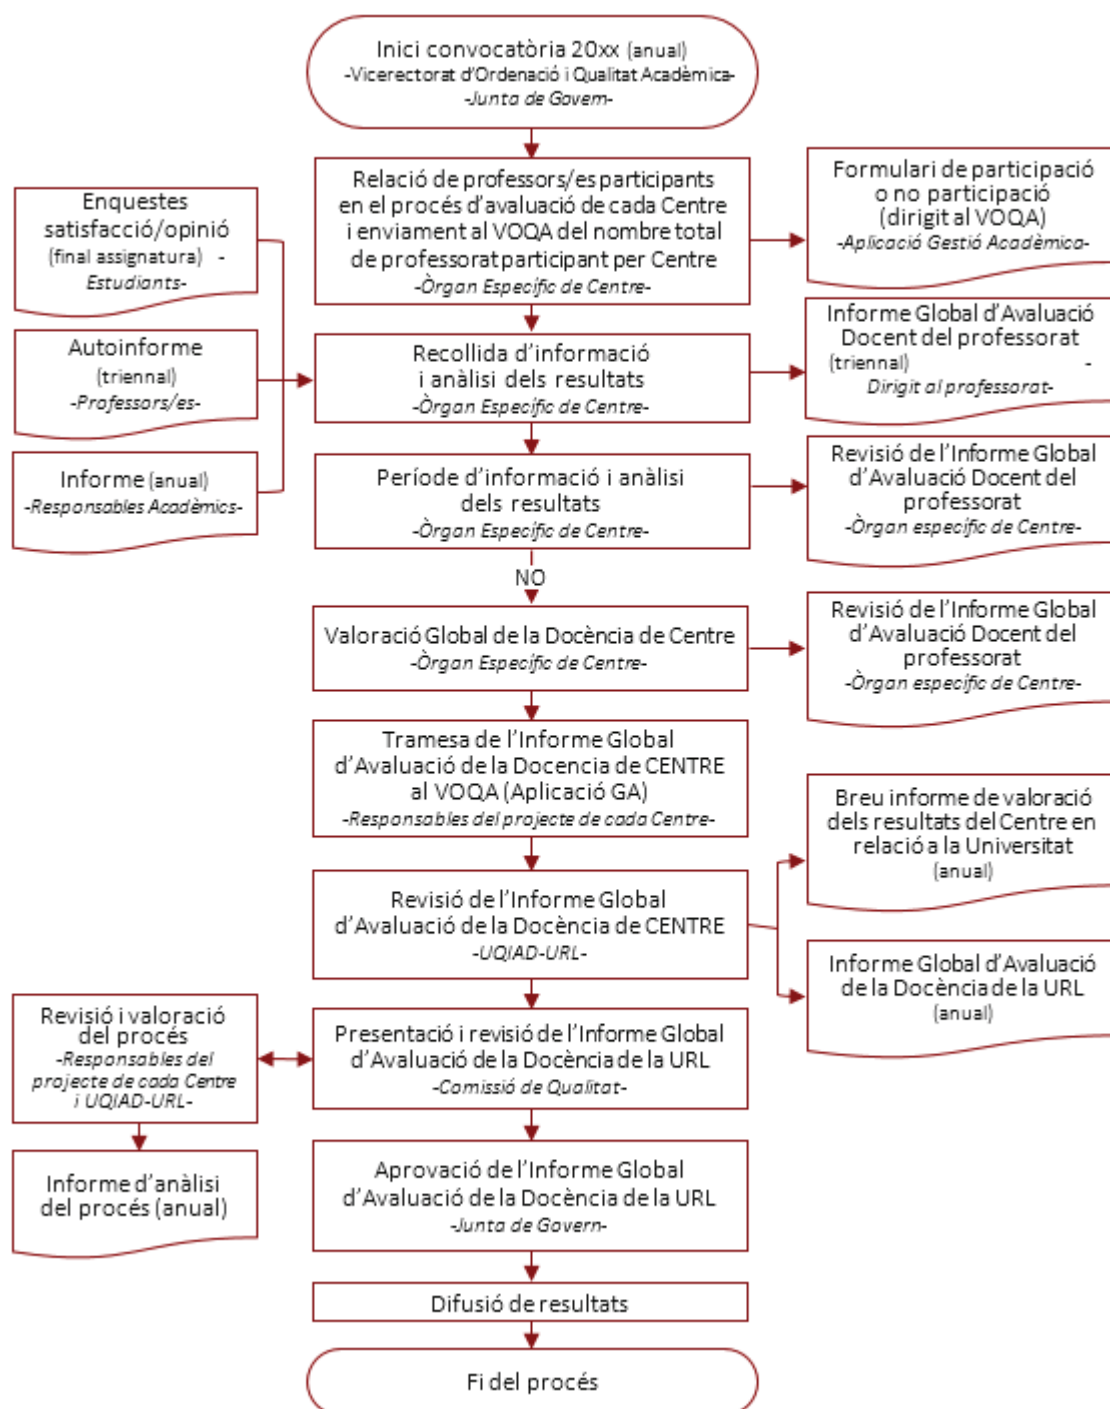 Inici convocatòria 20xx (anual)
-Vicerectorat d'Ordenació i Qualitat Acadèmica-
-Junta de Govern-
Relació de professors/es participants
en el procés d'avaluació de cada Centre
i enviament al VOQA del nombre total
de professorat participant per Centre
-Òrgan Específic de Centre-
Formulari de participació
o no participació
(dirigit al VOQA)
-Aplicació Gestió Acadèmica-
Enquestes
satisfacció/opinió
(final assignatura) -
Estudiants-
Autoinforme
(triennal)
-Professors/es-
Informe (anual)
-Responsables Acadèmics-
Recollida d'informació
i anàlisi dels resultats
-Òrgan Específic de Centre-
Informe Global d'Avaluació
Docent del professorat
(triennal) -
Dirigit al professorat-
Període d'informació i anàlisi
dels resultats
-Òrgan Específic de Centre-
Revisió de l'Informe Global
d'Avaluació Docent del
professorat
-Òrgan específic de Centre-
NO
Valoració Global de la Docència de Centre
-Òrgan Específic de Centre-
Revisió de l'Informe Global
d'Avaluació Docent del
professorat
-Òrgan específic de Centre-
Tramesa de l'Informe Global
d'Avaluació de la Docencia de CENTRE
al VOQA (Aplicació GA)
-Responsables del projecte de cada Centre-
Revisió de l'Informe Global
d'Avaluació de la Docència de CENTRE
-UQIAD-URL-
Breu informe de valoració
dels resultats del Centre en
relació a la Universitat
(anual)
Informe Global d'Avaluació
de la Docència de la URL
(anual)
Presentació i revisió de l'Informe Global
d'Avaluació de la Docència de la URL
-Comissió de Qualitat-
Revisió i valoració
del procés
-Responsables del
projecte de cada Centre
i UQIAD-URL-
Informe d'anàlisi
del procés (anual)
Aprovació de l'Informe Global
d'Avaluació de la Docència de la URL
-Junta de Govern-
Difusió de resultats
Fi del procés